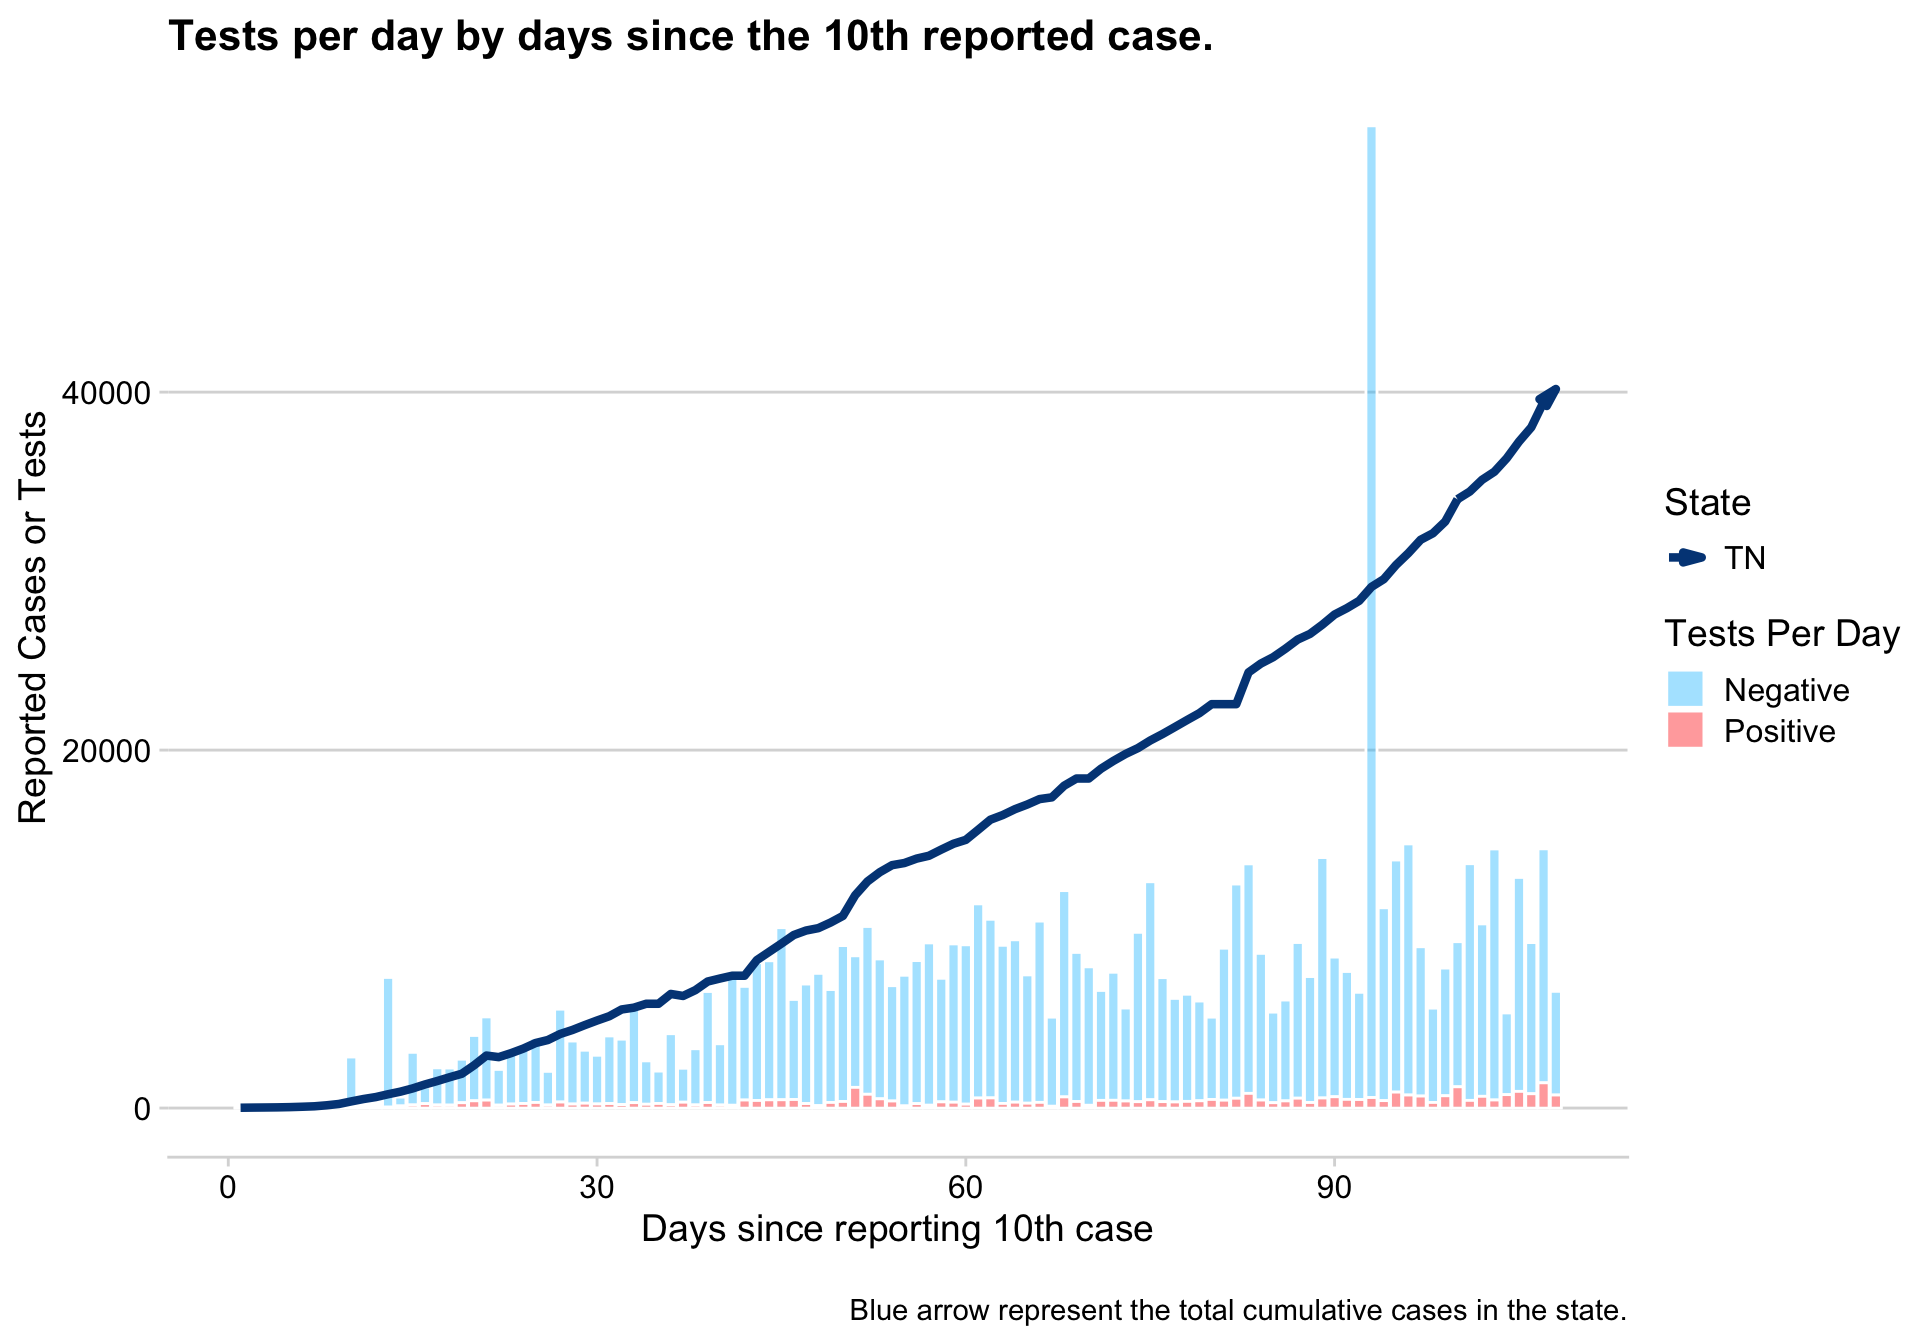 Tests per day by days since the 10th reported case.
Reported Cases or Tests
40000
20000
0
0
30
60
90
Days since reporting 10th case
State
TN
Tests Per Day
Negative
Positive
Blue arrow represent the total cumulative cases in the state.